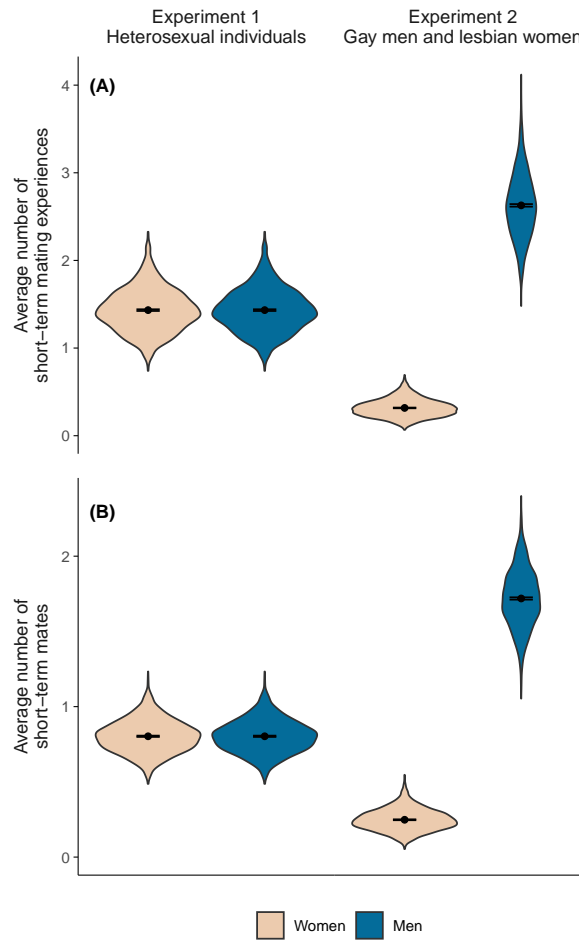 Experiment 1
Heterosexual individuals
Experiment 2
Gay men and lesbian women
(A)
Average number of
short−term mating experiences
4
3
2
1
0
(B)
Average number of
short−term mates
2
1
0
Women
Men